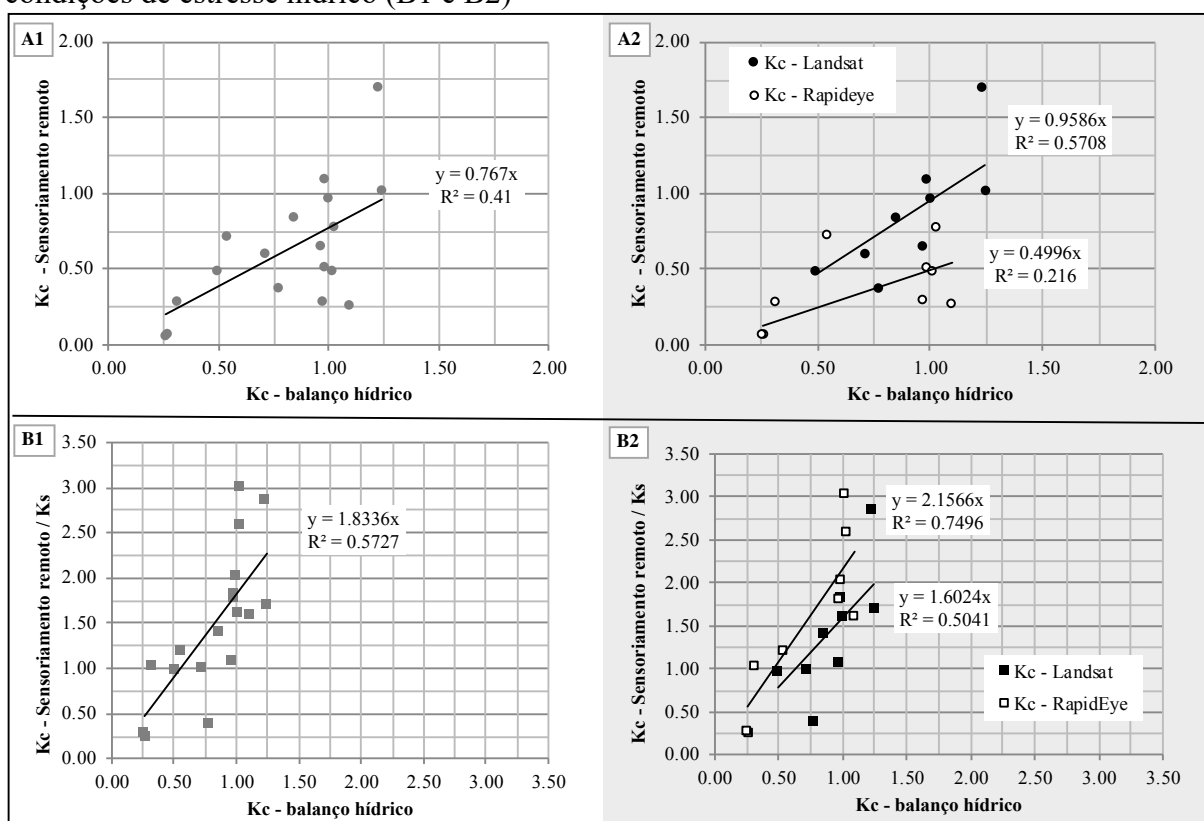 condições de estresse hídrico (B1 e B2)
A1
2.00
1.50
1.00
0.50
0.00
Kc - Sensoriamento remoto
y = 0.767x
R² = 0.41
0.00 0.50 1.00 1.50 2.00
Kc - balanço hídrico
A2
2.00
1.50
1.00
0.50
0.00
Kc - Sensoriamento remoto
Kc - Landsat
Kc - Rapideye
y = 0.9586x
R² = 0.5708
y = 0.4996x
R² = 0.216
0.00 0.50 1.00 1.50 2.00
Kc - balanço hídrico
B1
3.50
3.00
2.50
2.00
1.50
1.00
0.50
0.00
Kc - Sensoriamento remoto / Ks
y = 1.8336x
R² = 0.5727
0.00 0.50 1.00 1.50 2.00 2.50 3.00 3.50
Kc - balanço hídrico
B2
3.50
3.00
2.50
2.00
1.50
1.00
0.50
0.00
Kc - Sensoriamento remoto / Ks
y = 2.1566x
R² = 0.7496
y = 1.6024x
R² = 0.5041
Kc - Landsat
Kc - RapidEye
0.00 0.50 1.00 1.50 2.00 2.50 3.00 3.50
Kc - balanço hídrico